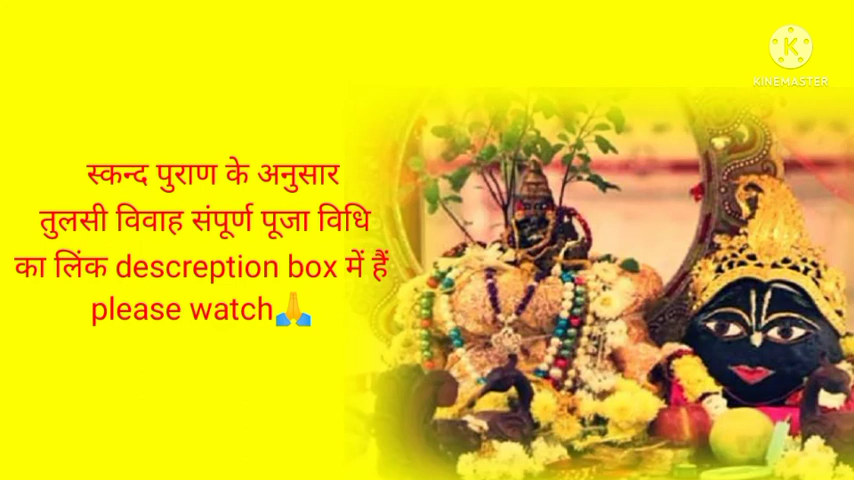 K
KINEMASTER
स्कन्द पुराण के अनुसार
तुलसी विवाह संपूर्ण पूजा विधि
का लिंक descreption box में हैं
please watch🙏